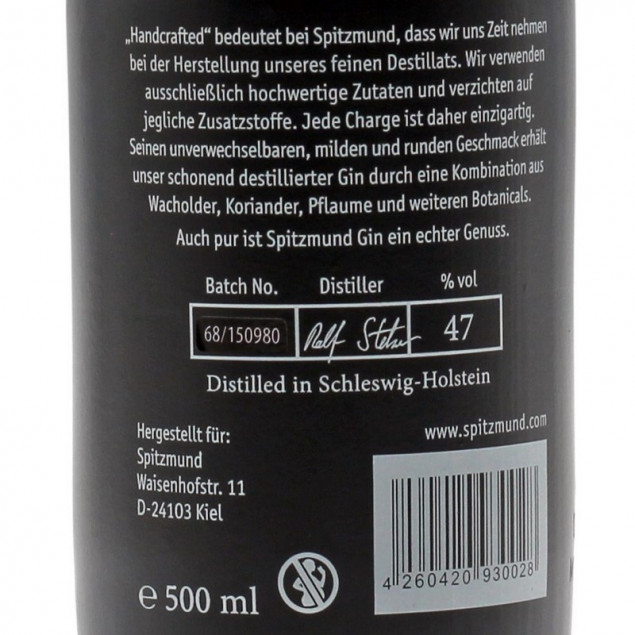 „Handcrafted“ bedeutet bei Spitzmund, dass wir uns Zeit nehmen
bei der Herstellung unseres feinen Destillats. Wir verwenden
ausschließlich hochwertige Zutaten und verzichten auf
jegliche Zusatzstoffe. Jede Charge ist daher einzigartig.
Seinen unverwechselbaren, milden und runden Geschmack erhält
unser schonend destillierter Gin durch eine Kombination aus
Wacholder, Koriander, Pflaume und weiteren Botanicals.
Auch pur ist Spitzmund Gin ein echter Genuss.
Batch No. Distiller % vol
68/150980 Ralf 47
Distilled in Schleswig-Holstein
Hergestellt für:
Spitzmund
Waisenhofstr. 11
D-24103 Kiel
www.spitzmund.com
4 260420 930028
℮ 500 ml